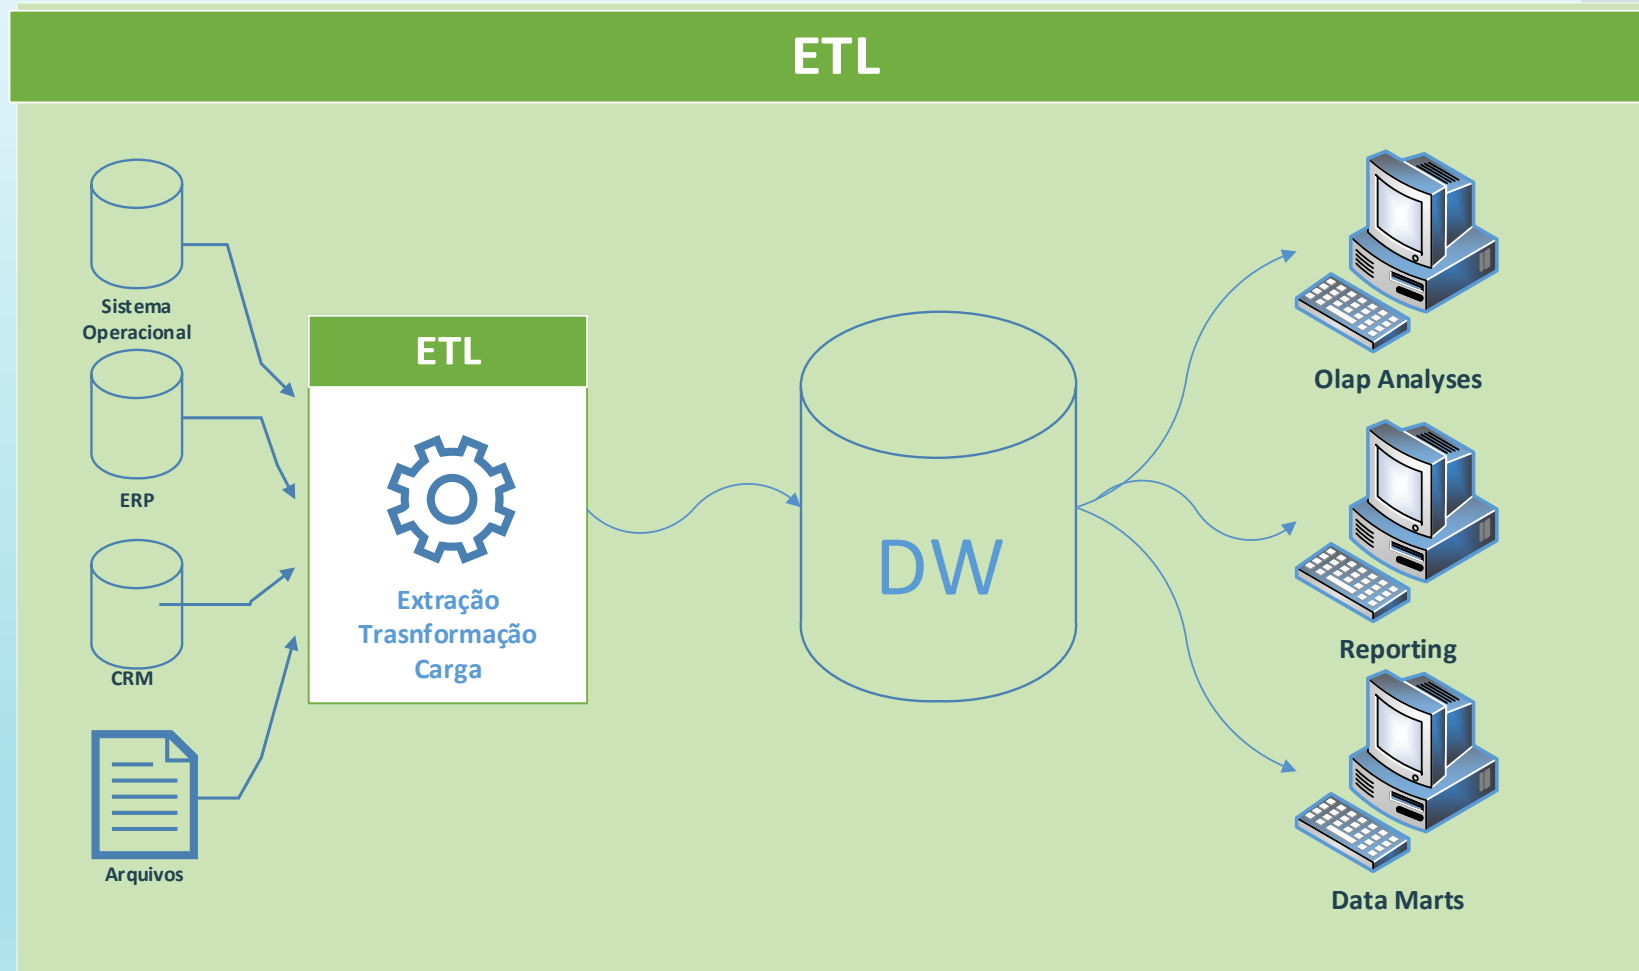 ETL
Sistema
Operacional
ERP
CRM
Arquivos
ETL
Extração
Trasnformação
Carga
DW
Olap Analyses
Reporting
Data Marts